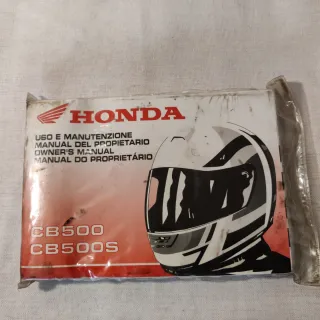 HONDA
USO E MANUTENZIONE
MANUAL DEL PROPIETARIO
OWNER'S MANUAL
MANUAL DO PROPRIETÁRIO
CB500
CB500S